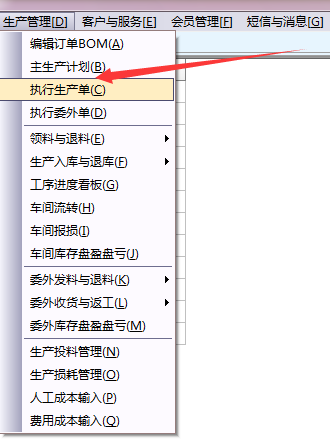 生产管理[D] 客户与服务[E] 会员管理[F] 短信与消息[G]
编辑订单BOM(A)
主生产计划(B)
执行生产单(C)
执行委外单(D)
领料与退料(E)
生产入库与退库(F)
工序进度看板(G)
车间流转(H)
车间报损(I)
车间库存盘盈盘亏(J)
委外发料与退料(K)
委外收货与返工(L)
委外库存盘盈盘亏(M)
生产投料管理(N)
生产损耗管理(O)
人工成本输入(P)
费用成本输入(Q)